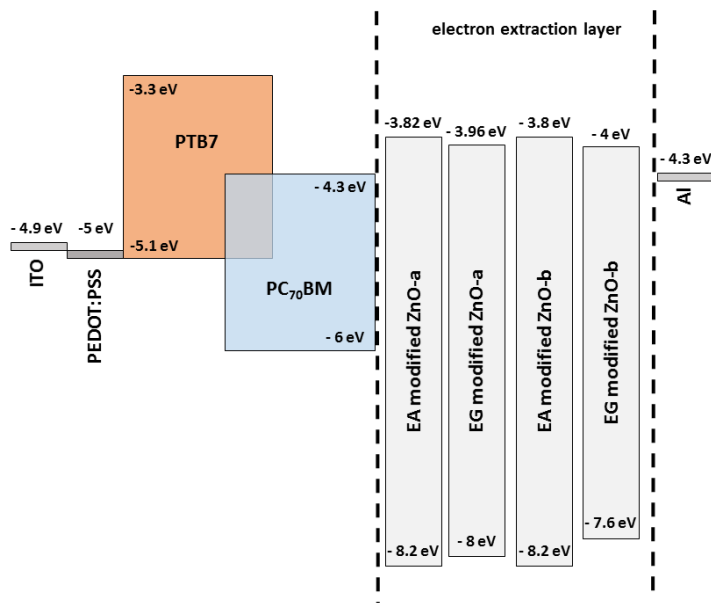 electron extraction layer
-3.3 eV
PTB7
-5.1 eV
- 4.9 eV
-5 eV
ITO
PEDOT:PSS
- 4.3 eV
PC₇₀BM
- 6 eV
-3.82 eV
EA modified ZnO-a
- 8.2 eV
- 3.96 eV
EG modified ZnO-a
- 8 eV
- 3.8 eV
EA modified ZnO-b
- 8.2 eV
- 4 eV
EG modified ZnO-b
- 7.6 eV
- 4.3 eV
Al